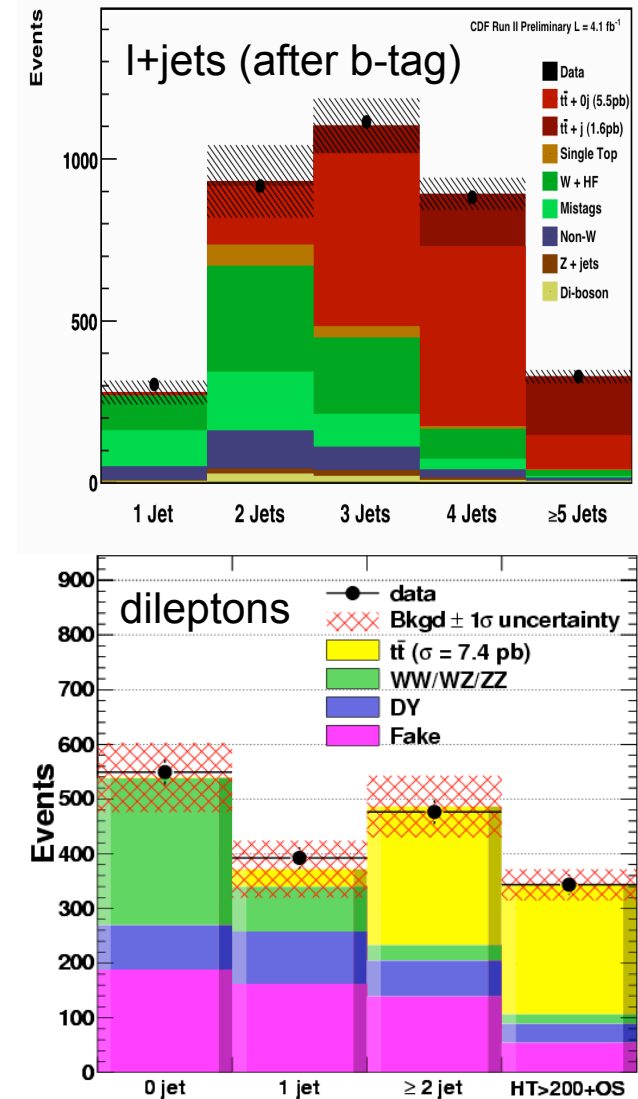 CDF Run II Preliminary L = 4.1 fb⁻¹
Events
l+jets (after b-tag)
Data
tt̄ + 0j (5.5pb)
tt̄ + j (1.6pb)
Single Top
W + HF
Mistags
Non-W
Z + jets
Di-boson
1000
500
0
1 Jet 2 Jets 3 Jets 4 Jets ≥5 Jets
dileptons
data
Bkgd ± 1σ uncertainty
tt̄ (σ = 7.4 pb)
WW/WZ/ZZ
DY
Fake
Events
900
800
700
600
500
400
300
200
100
0
0 jet 1 jet ≥ 2 jet HT>200+OS